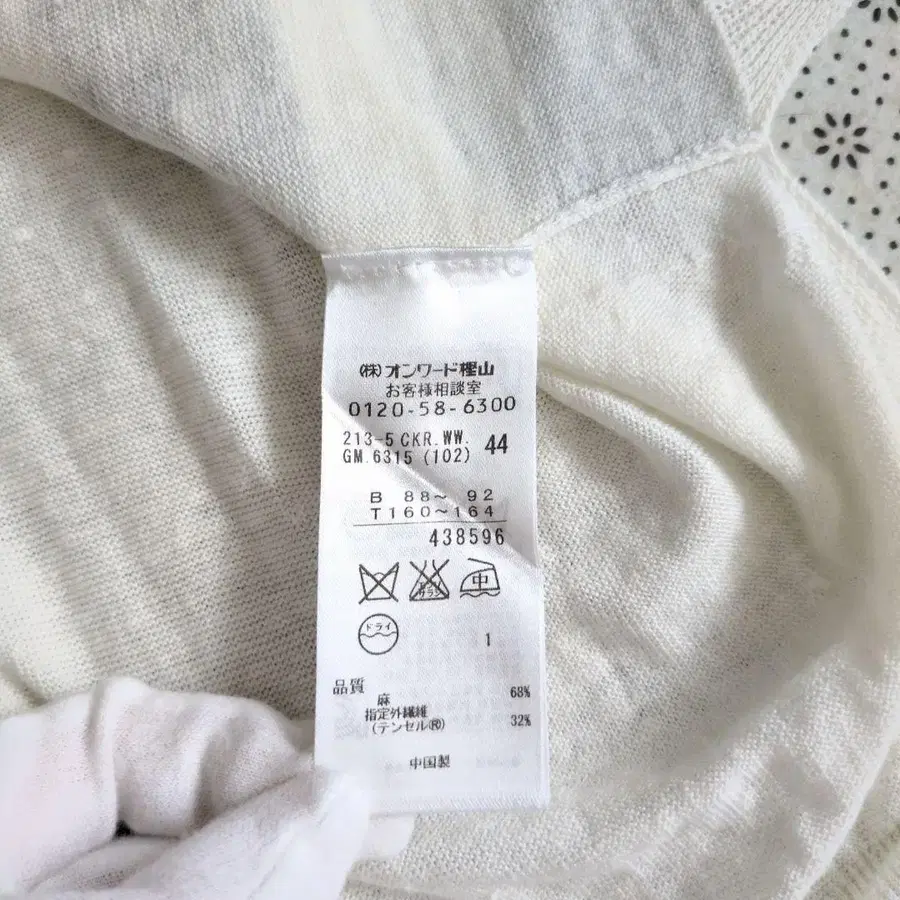 (株)オンワード樫山
お客様相談室
0120-58-6300
213-5 CKR.WW.
GM.6315 (102) 44
B 88～ 92
T160～164
438596
中
ドライ
1
品質
麻 68%
指定外繊維
(テンセル®) 32%
中国製